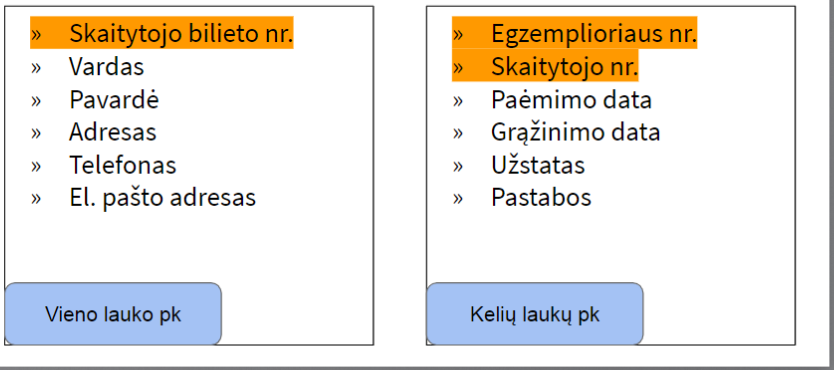 » Skaitytojo bilieto nr.
» Vardas
» Pavardė
» Adresas
» Telefonas
» El. pašto adresas
Vieno lauko pk
» Egzemplioriaus nr.
» Skaitytojo nr.
» Paėmimo data
» Grąžinimo data
» Užstatas
» Pastabos
Kelių laukų pk